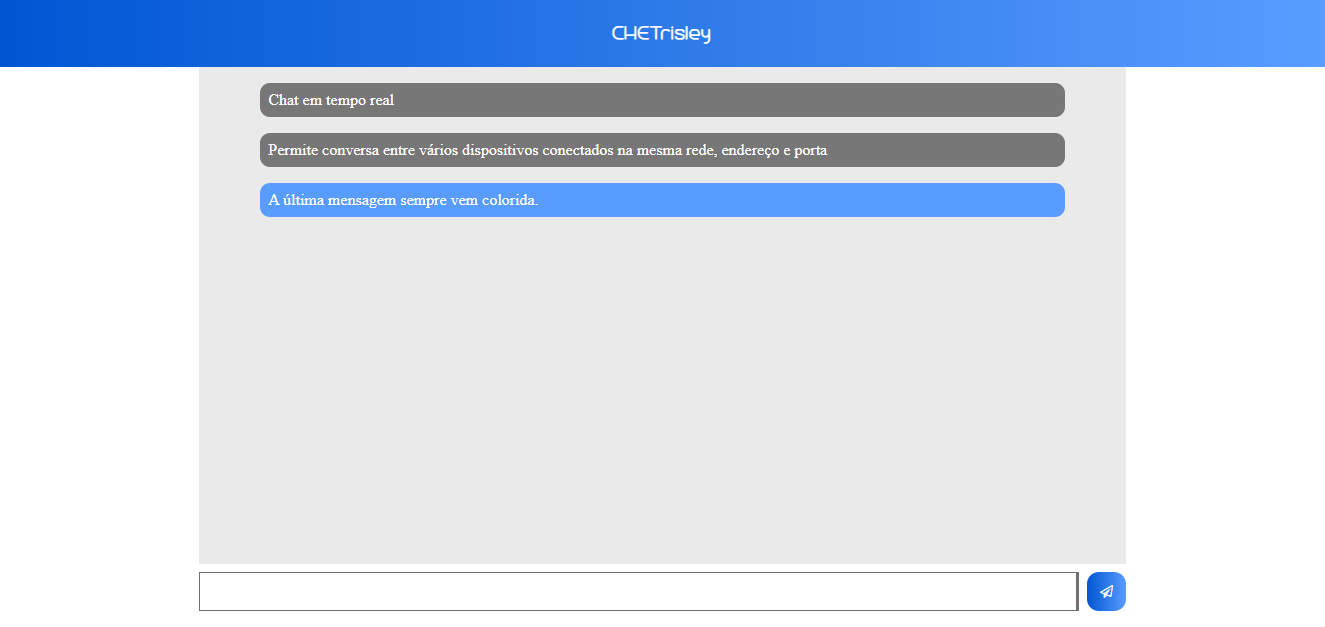 CHETrisley
Chat em tempo real
Permite conversa entre vários dispositivos conectados na mesma rede, endereço e porta
A última mensagem sempre vem colorida.